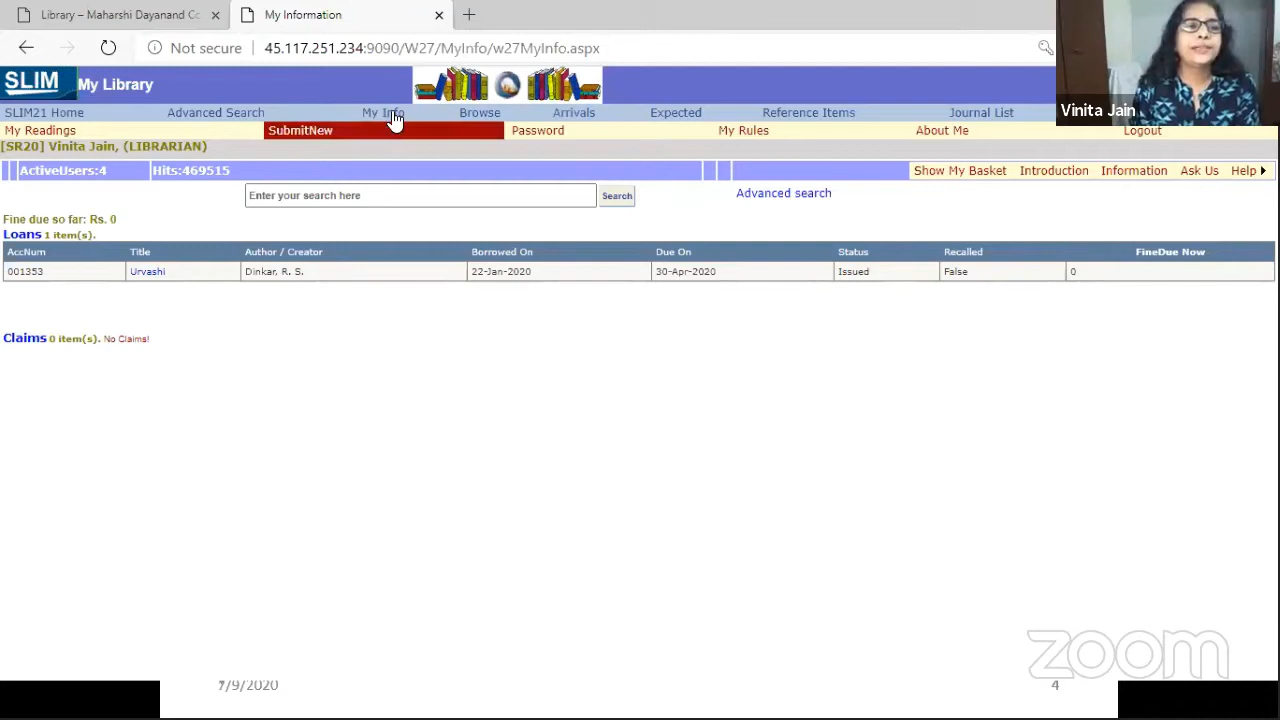 Library – Maharshi Dayanand Co
My Information
Not secure
45.117.251.234:9090/W27/MyInfo/w27MyInfo.aspx
SLIM My Library
SLIM21 Home Advanced Search My Info Browse Arrivals Expected Reference Items Journal List
Vinita Jain
My Readings SubmitNew Password My Rules About Me Logout
[SR20] Vinita Jain, (LIBRARIAN)
ActiveUsers:4 Hits:469515 Show My Basket Introduction Information Ask Us Help
Enter your search here Search Advanced search
Fine due so far: Rs. 0
Loans 1 item(s).
AccNum Title Author / Creator Borrowed On Due On Status Recalled FineDue Now
001353 Urvashi Dinkar, R. S. 22-Jan-2020 30-Apr-2020 Issued False 0
Claims 0 item(s). No Claims!
zoom
7/9/2020 4